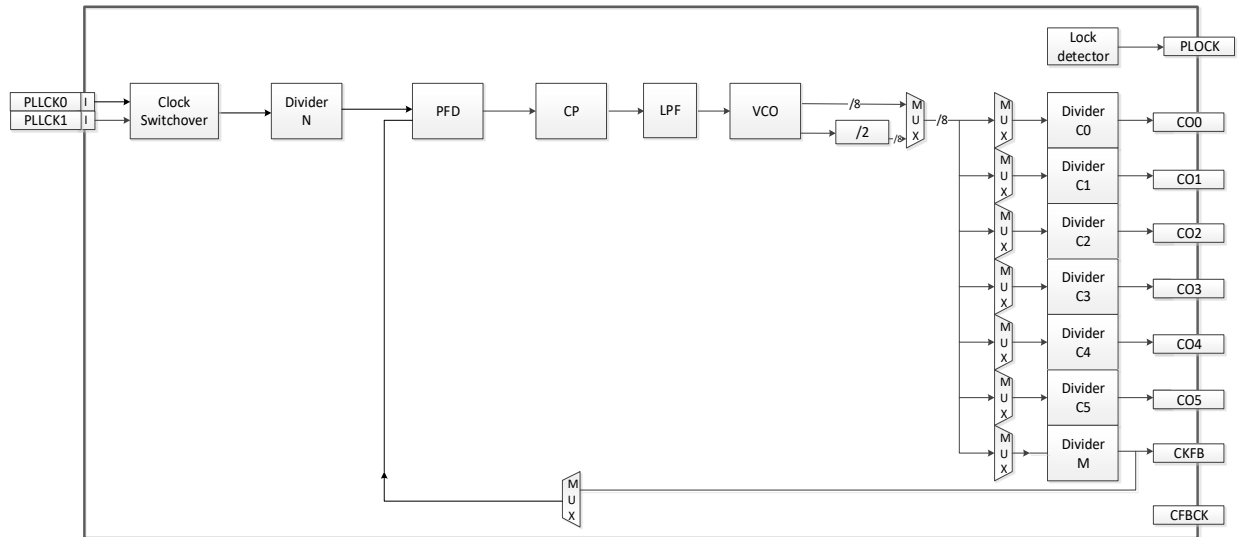 Lock
detector
PLOCK
PLLCK0
I
PLLCK1
I
Clock
Switchover
Divider
N
PFD
CP
LPF
VCO
/8
/2
/8
M
U
X
/8
M
U
X
Divider
C0
CO0
M
U
X
Divider
C1
CO1
M
U
X
Divider
C2
CO2
M
U
X
Divider
C3
CO3
M
U
X
Divider
C4
CO4
M
U
X
Divider
C5
CO5
M
U
X
Divider
M
CKFB
M
U
X
CFBCK